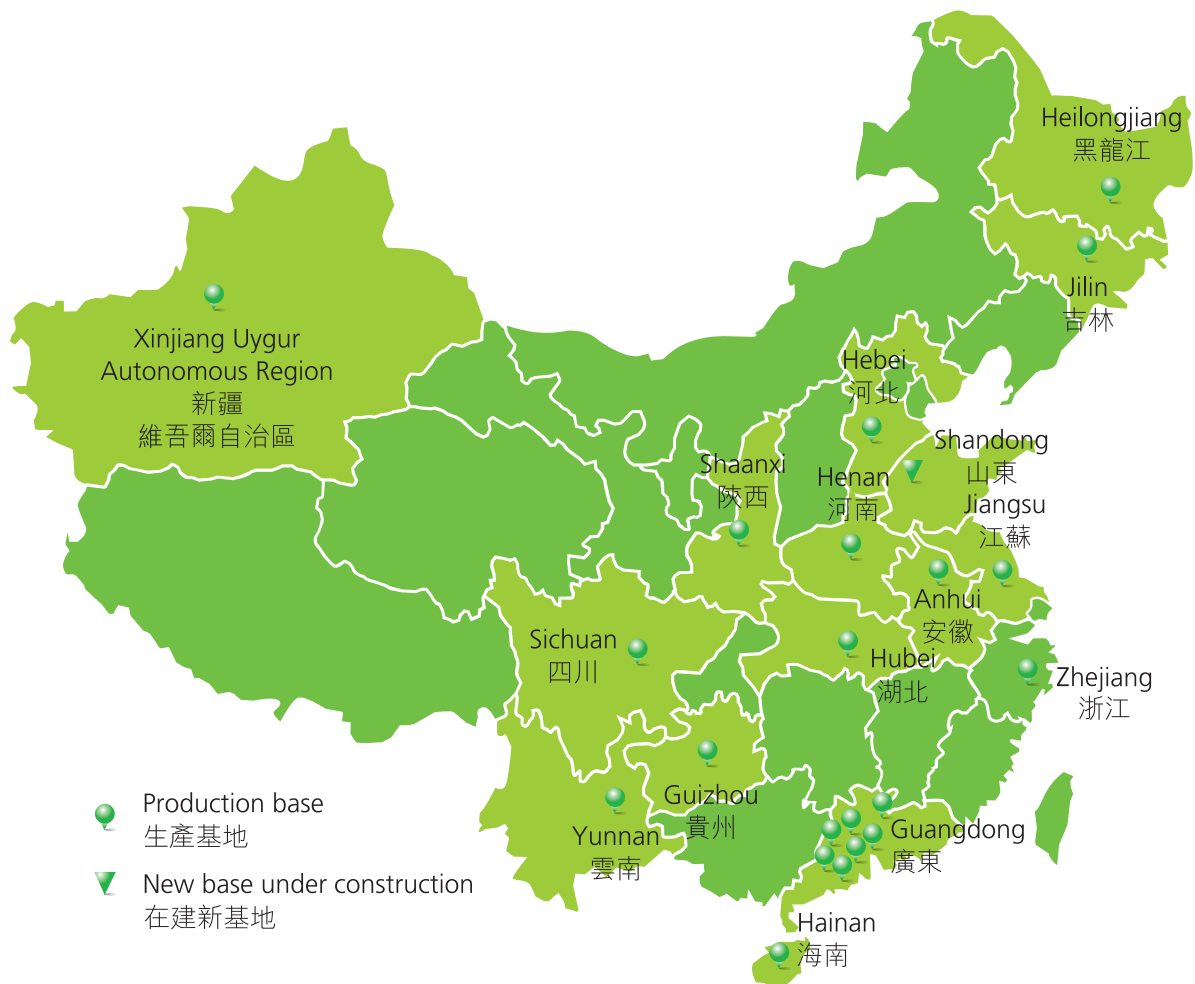 Heilongjiang
黑龍江
Jilin
吉林
Xinjiang Uygur
Autonomous Region
新疆
維吾爾自治區
Hebei
河北
Shandong
山東
Shaanxi
陝西
Henan
河南
Jiangsu
江蘇
Anhui
安徽
Sichuan
四川
Hubei
湖北
Zhejiang
浙江
Guizhou
貴州
Yunnan
雲南
Guangdong
廣東
Hainan
海南
Production base
生產基地
New base under construction
在建新基地